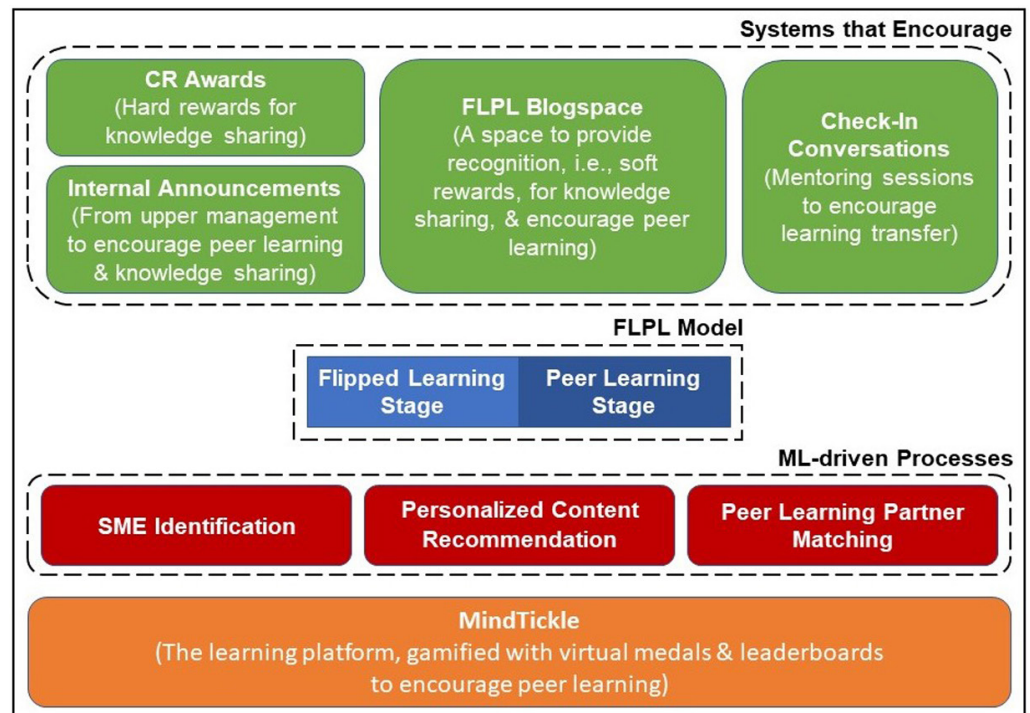 Systems that Encourage
CR Awards
(Hard rewards for
knowledge sharing)
Internal Announcements
(From upper management
to encourage peer learning
& knowledge sharing)
FLPL Blogspace
(A space to provide
recognition, i.e., soft
rewards, for knowledge
sharing, & encourage peer
learning)
Check-In
Conversations
(Mentoring sessions
to encourage
learning transfer)
FLPL Model
Flipped Learning
Stage
Peer Learning
Stage
ML-driven Processes
SME Identification
Personalized Content
Recommendation
Peer Learning Partner
Matching
MindTickle
(The learning platform, gamified with virtual medals & leaderboards
to encourage peer learning)